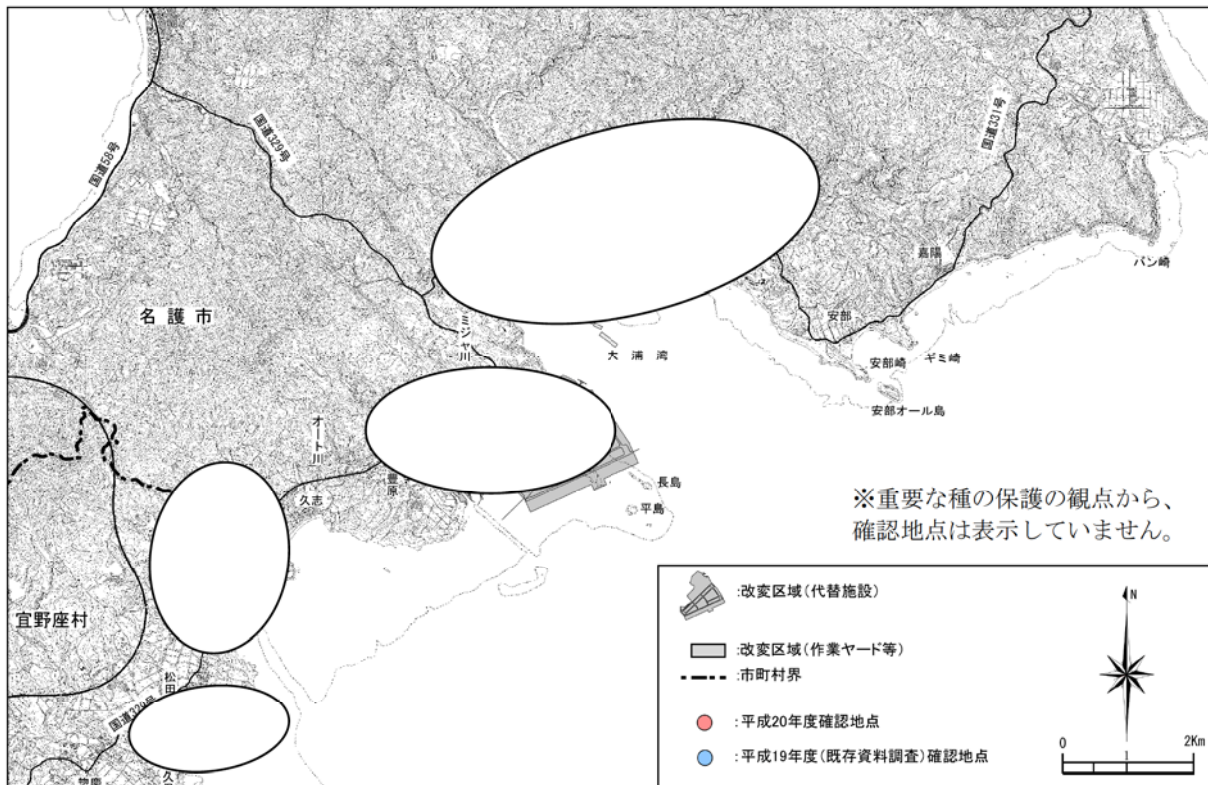 国道58号
国道329号
国道331号
名護市
ミジャ川
大浦湾
嘉陽
バン崎
安部
安部崎
ギミ崎
安部オール島
オート川
久志
豊原
長島
平島
※重要な種の保護の観点から、
確認地点は表示していません。
宜野座村
松田
国道329号
:改変区域(代替施設)
:改変区域(作業ヤード等)
:市町村界
:平成20年度確認地点
:平成19年度(既存資料調査)確認地点
N
0
1
2Km